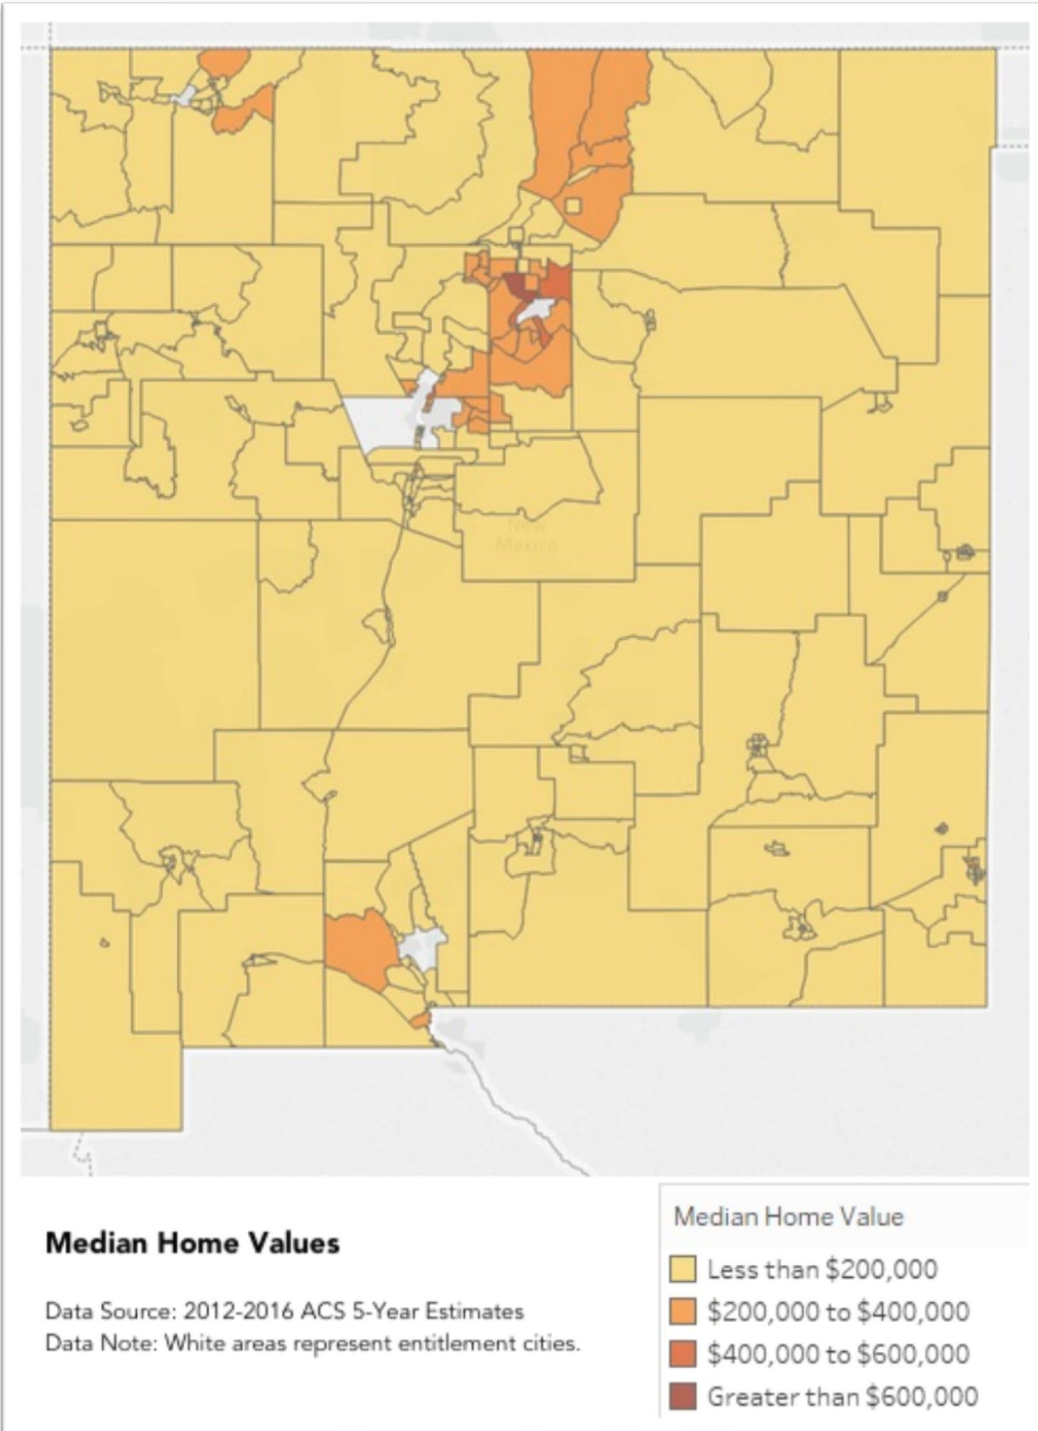 New
Mexico
Median Home Values
Data Source: 2012-2016 ACS 5-Year Estimates
Data Note: White areas represent entitlement cities.
Median Home Value
Less than $200,000
$200,000 to $400,000
$400,000 to $600,000
Greater than $600,000